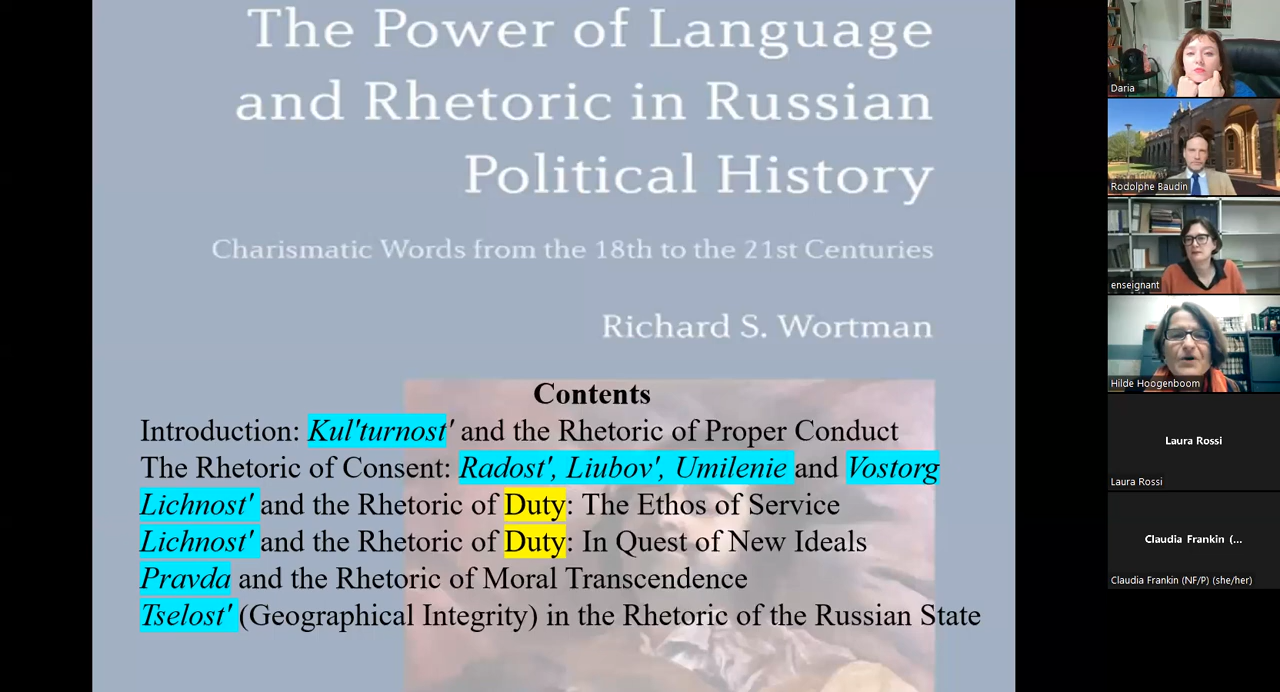 The Power of Language
and Rhetoric in Russian
Political History
Charismatic Words from the 18th to the 21st Centuries
Richard S. Wortman
Contents
Introduction: Kul'turnost' and the Rhetoric of Proper Conduct
The Rhetoric of Consent: Radost', Liubov', Umilenie and Vostorg
Lichnost' and the Rhetoric of Duty: The Ethos of Service
Lichnost' and the Rhetoric of Duty: In Quest of New Ideals
Pravda and the Rhetoric of Moral Transcendence
Tselost' (Geographical Integrity) in the Rhetoric of the Russian State
Daria
Rodolphe Baudin
enseignant
Hilde Hoogenboom
Laura Rossi
Laura Rossi
Claudia Frankin (...
Claudia Frankin (NF/P) (she/her)